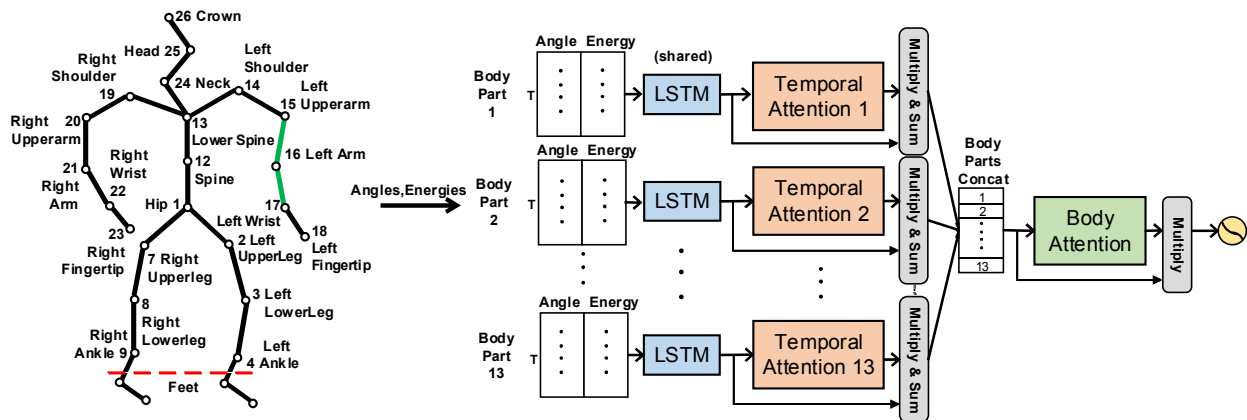 26 Crown
Head 25
Right
Shoulder
19
24 Neck
Left
Shoulder
14
15
Left
Upperarm
20
Right
Upperarm
13
Lower Spine
12
Spine
16 Left Arm
21
Right
Arm
Right
Wrist
22
23
Right
Fingertip
Hip 1
17
Left Wrist
18
Left
Fingertip
2 Left
UpperLeg
7 Right
Upperleg
3 Left
LowerLeg
8
Right
Lowerleg
Right
Ankle 9
Left
4 Ankle
Feet
Angles,Energies
Angle Energy
Body
Part
1
T
(shared)
LSTM
Temporal
Attention 1
Multiply & Sum
Angle Energy
Body
Part
2
T
LSTM
Temporal
Attention 2
Multiply & Sum
Angle Energy
Body
Part
13
T
LSTM
Temporal
Attention 13
Multiply & Sum
Body
Parts
Concat
1
2
13
Body
Attention
Multiply